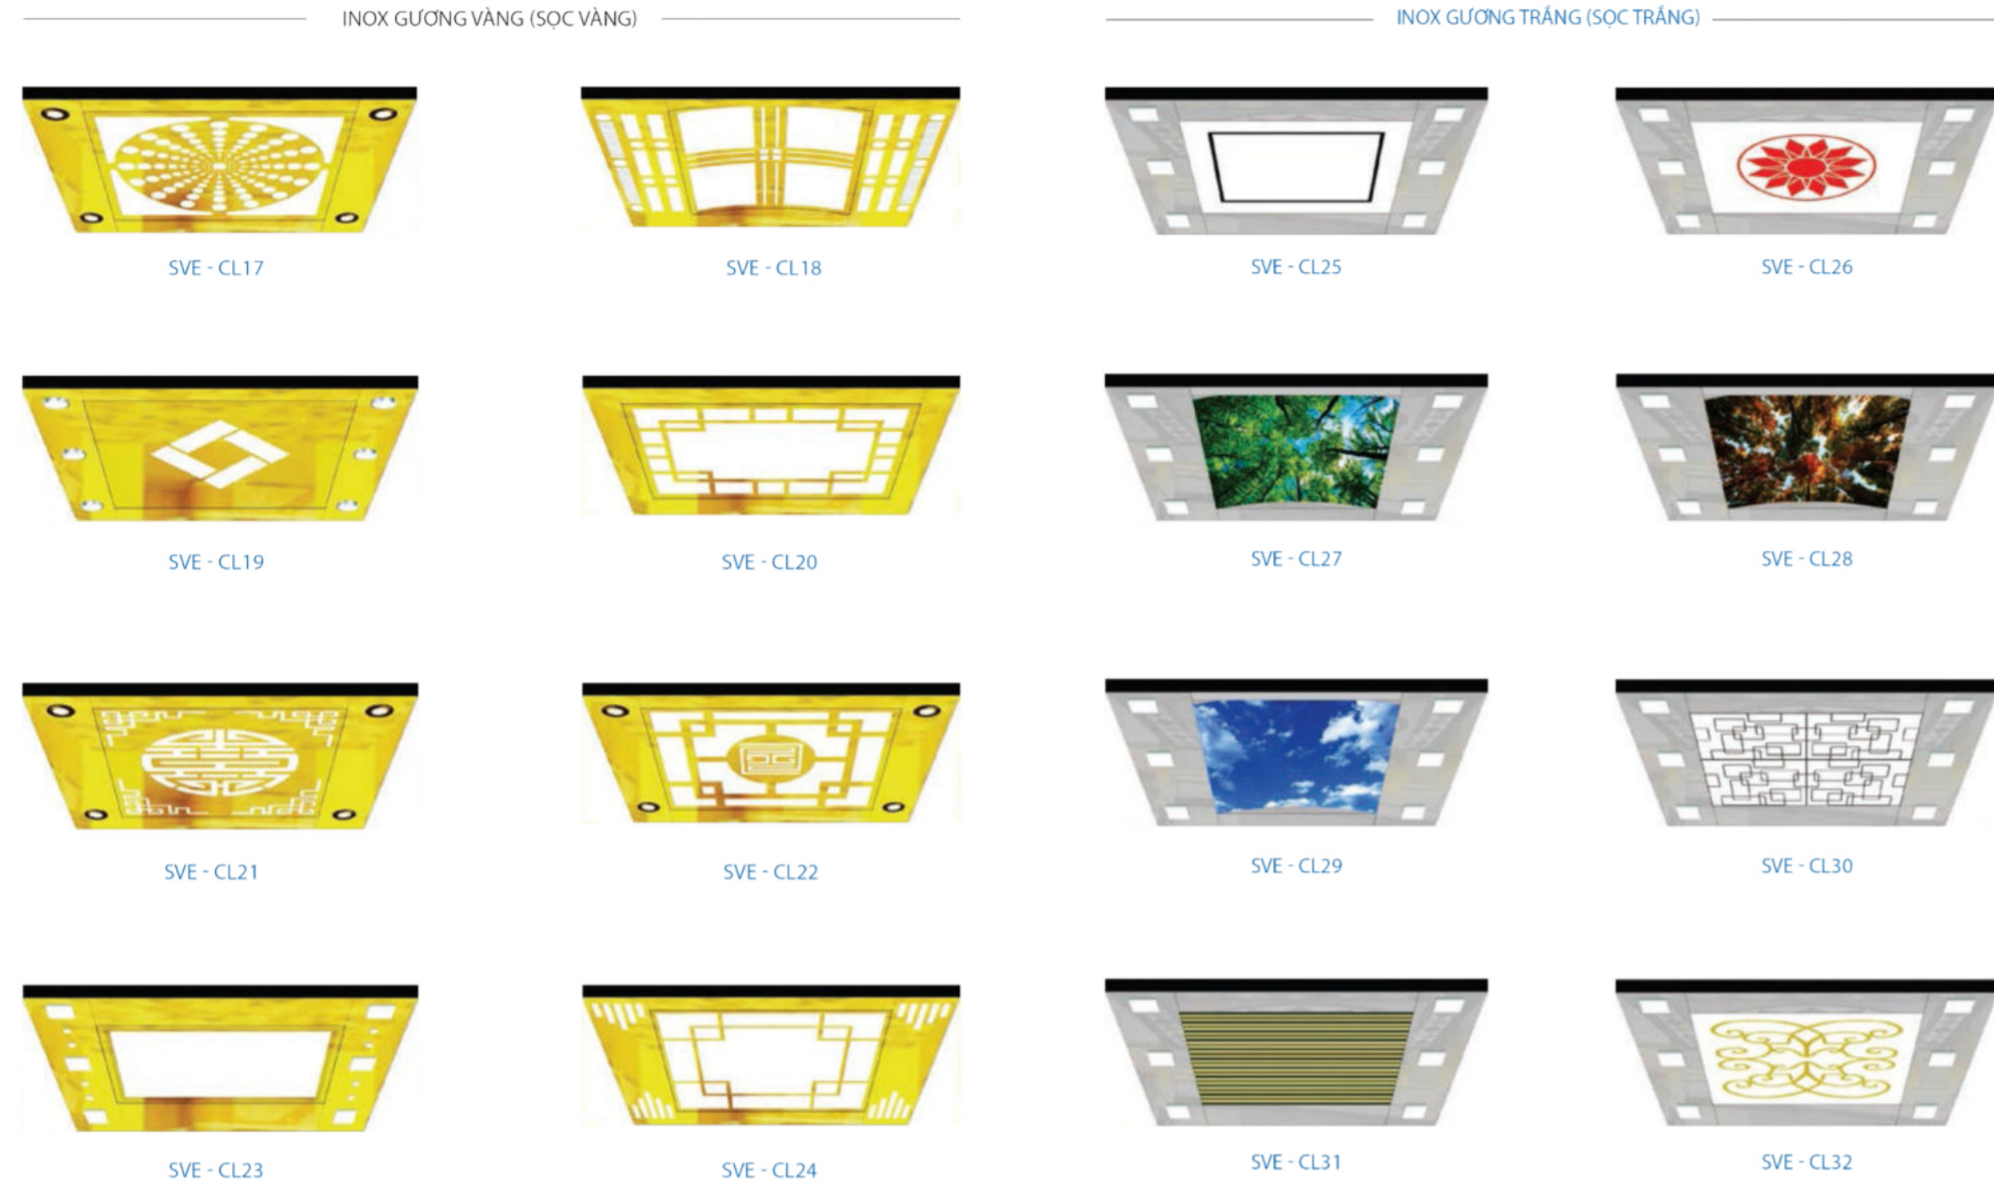 INOX GƯƠNG VÀNG (SỌC VÀNG)
INOX GƯƠNG TRẮNG (SỌC TRẮNG)
SVE - CL17
SVE - CL18
SVE - CL25
SVE - CL26
SVE - CL19
SVE - CL20
SVE - CL27
SVE - CL28
SVE - CL21
SVE - CL22
SVE - CL29
SVE - CL30
SVE - CL23
SVE - CL24
SVE - CL31
SVE - CL32